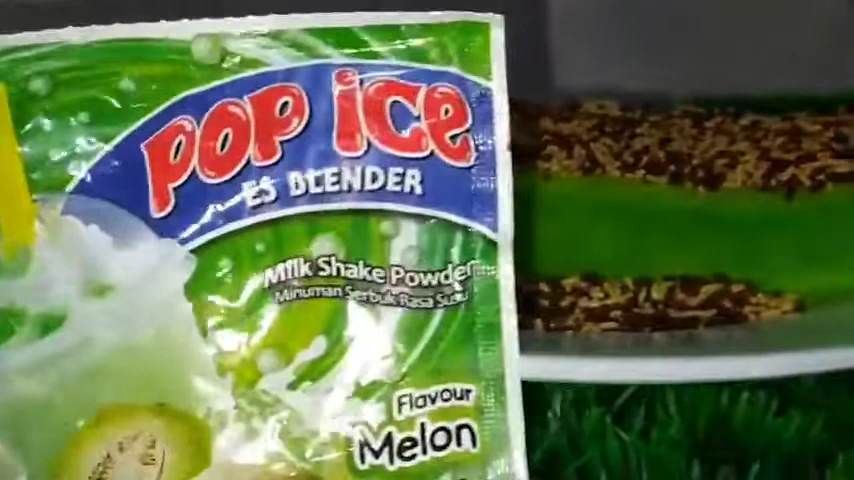 POP iCe
ES BLENDER
Milk Shake Powder
Minuman Serbuk Rasa Susu
Flavour
Melon